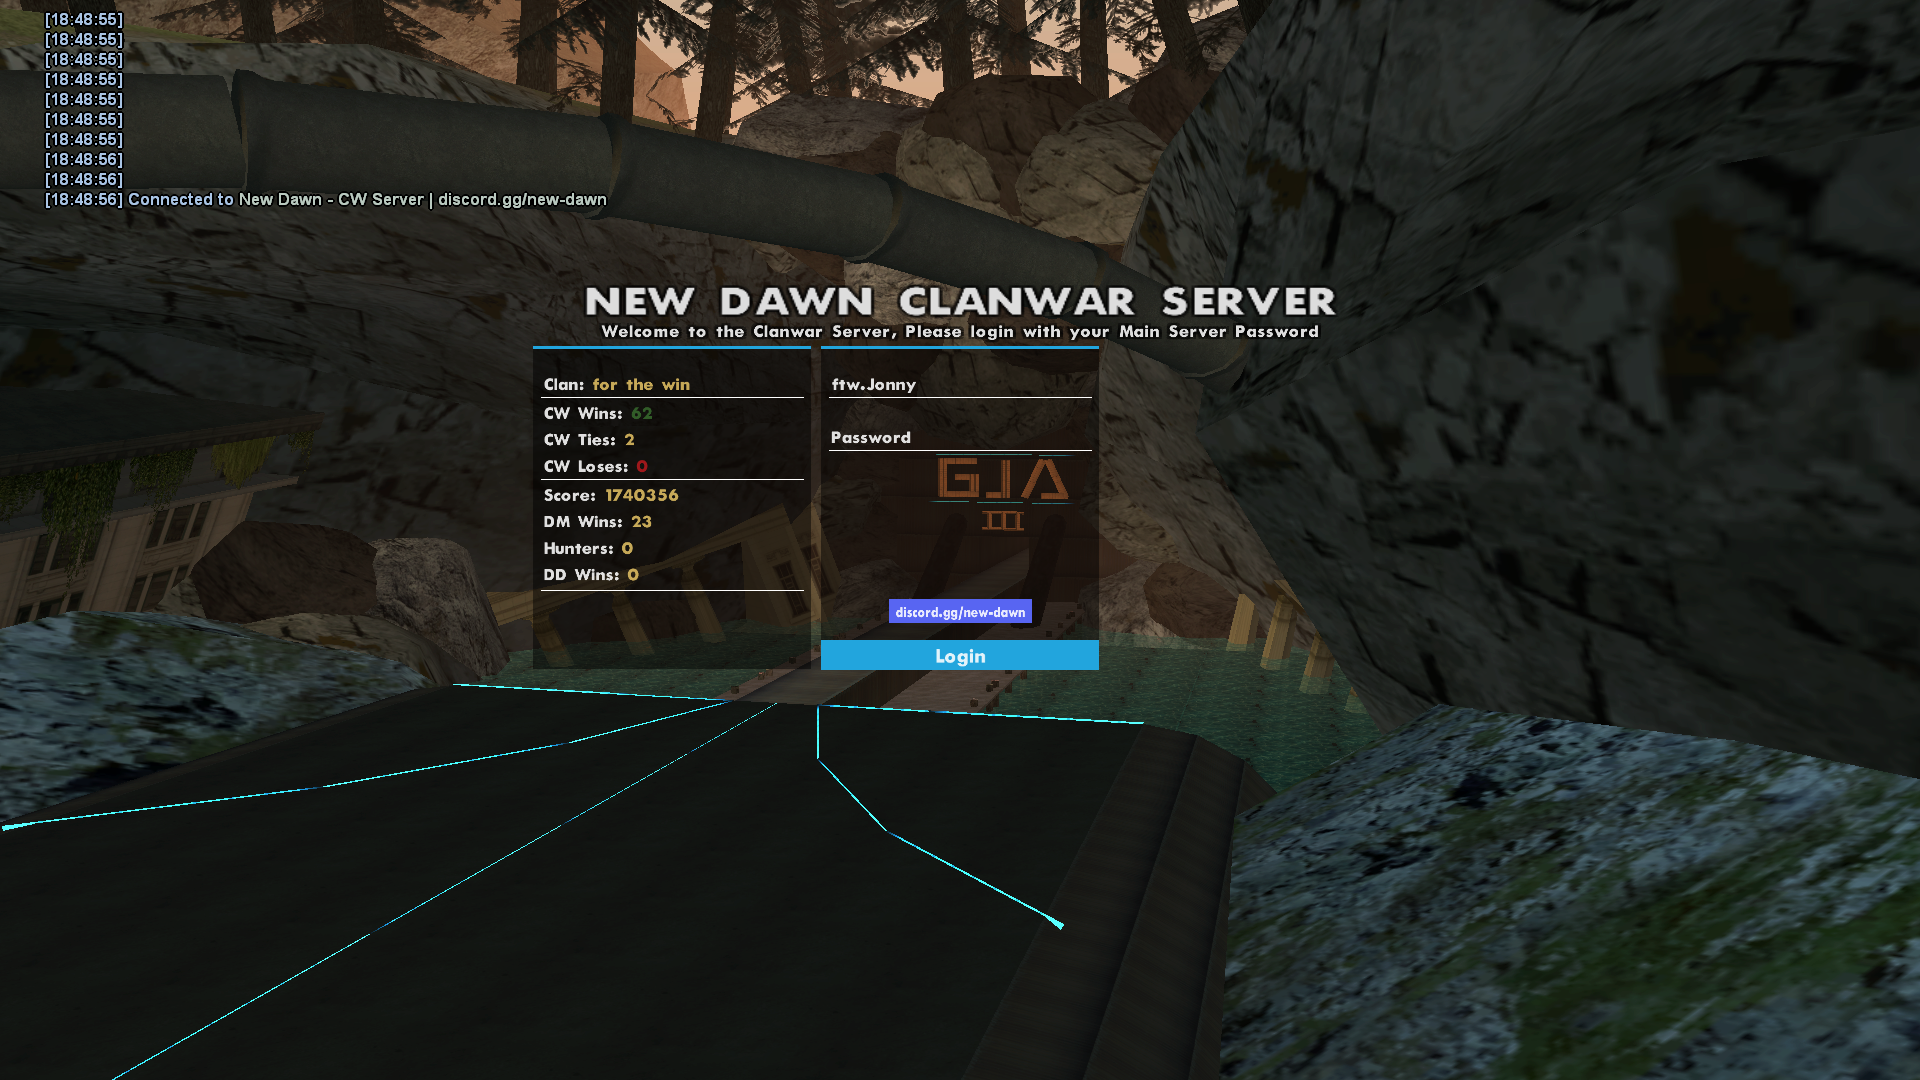 [18:48:55]
[18:48:55]
[18:48:55]
[18:48:55]
[18:48:55]
[18:48:55]
[18:48:55]
[18:48:56]
[18:48:56]
[18:48:56] Connected to New Dawn - CW Server | discord.gg/new-dawn
NEW DAWN CLANWAR SERVER
Welcome to the Clanwar Server, Please login with your Main Server Password
Clan: for the win
CW Wins: 62
CW Ties: 2
CW Loses: 0
Score: 1740356
DM Wins: 23
Hunters: 0
DD Wins: 0
ftw.Jonny
Password
discord.gg/new-dawn
Login